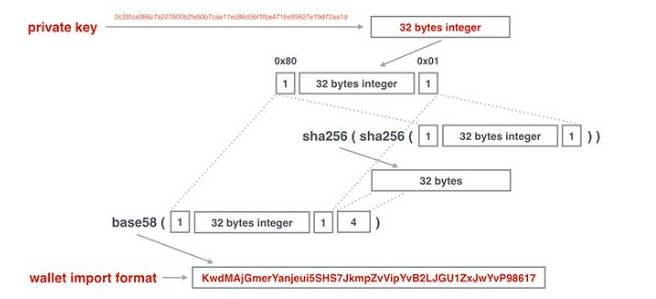 0c28fca386c7a227600b2fe50b7cae11ec86d3bf1fbe471be89827e19d72aa1d
private key
32 bytes integer
0x80
0x01
1
32 bytes integer
1
sha256 ( sha256 ( 1 32 bytes integer 1 ) )
32 bytes
base58 ( 1 32 bytes integer 1 4 )
wallet import format
KwdMAjGmerYanjeui5SHS7JkmpZvVipYvB2LJGU1ZxJwYvP98617